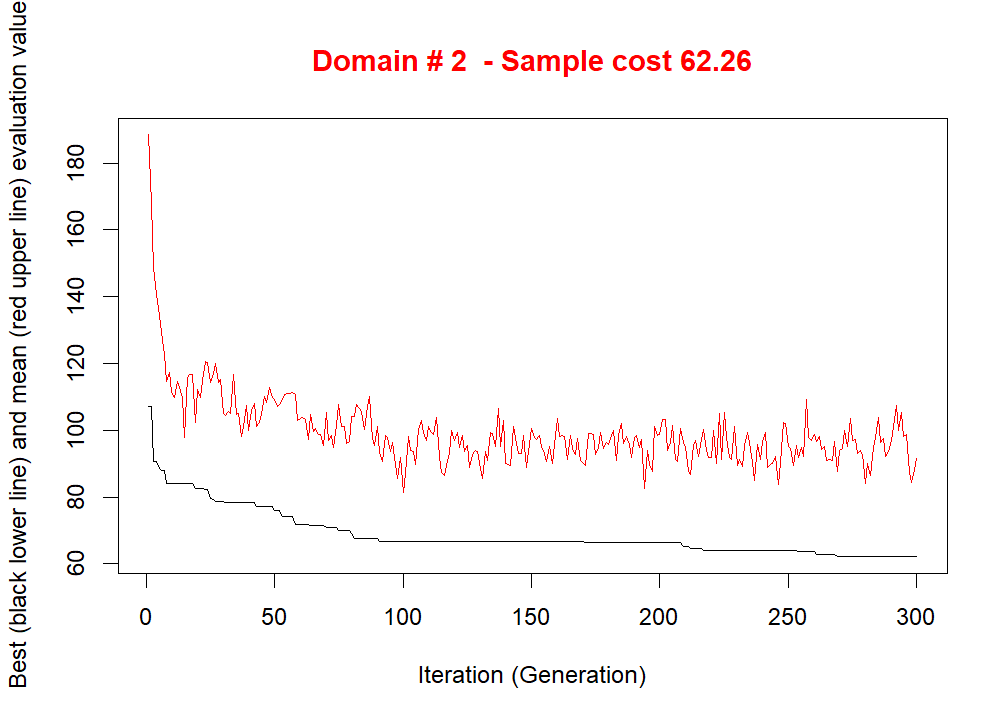 Domain # 2  - Sample cost 62.26
Best (black lower line) and mean (red upper line) evaluation value
180
160
140
120
100
80
60
0 50 100 150 200 250 300
Iteration (Generation)